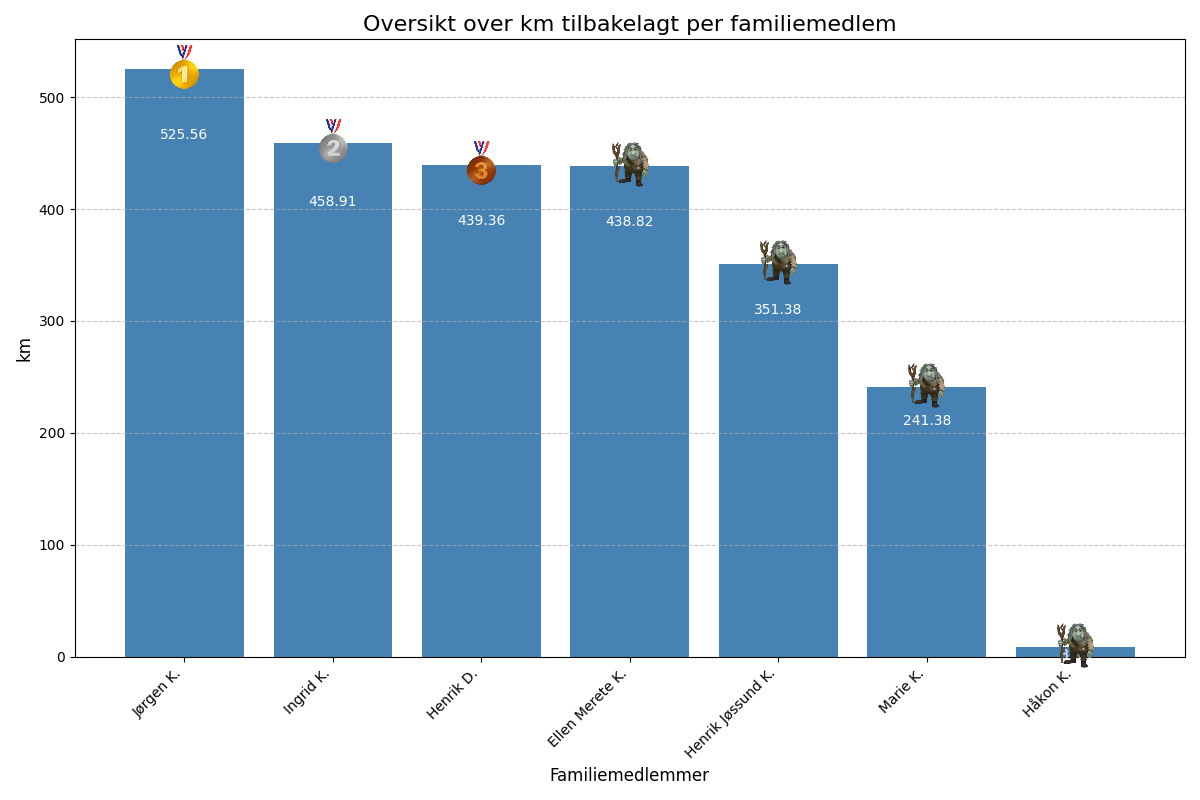 Oversikt over km tilbakelagt per familiemedlem
km
500
400
300
200
100
0
1
2
3
525.56
458.91
439.36
438.82
351.38
241.38
Jørgen K.
Ingrid K.
Henrik D.
Ellen Merete K.
Henrik Jøssund K.
Marie K.
Håkon K.
Familiemedlemmer